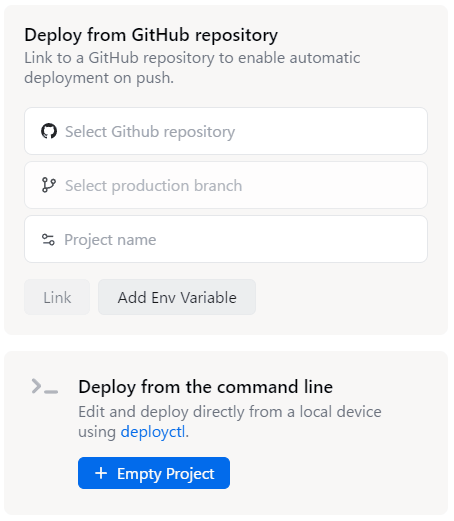 Deploy from GitHub repository
Link to a GitHub repository to enable automatic
deployment on push.
Select Github repository
Select production branch
Project name
Link Add Env Variable
Deploy from the command line
Edit and deploy directly from a local device
using deployctl.
Empty Project